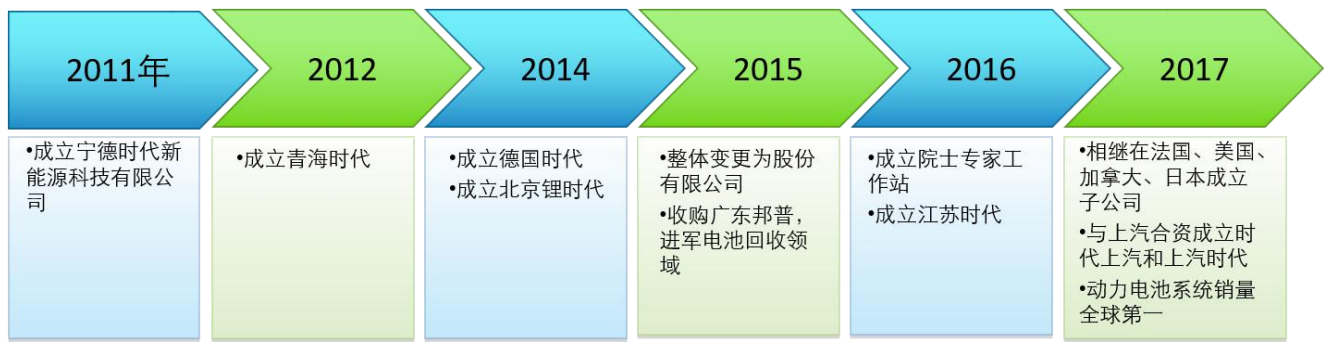 2011年
2012
2014
2015
2016
2017
•成立宁德时代新
能源科技有限公
司
•成立青海时代
•成立德国时代
•成立北京锂时代
•整体变更为股份
有限公司
•收购广东邦普，
进军电池回收领
域
•成立院士专家工
作站
•成立江苏时代
•相继在法国、美国、
加拿大、日本成立
子公司
•与上汽合资成立时
代上汽和上汽时代
•动力电池系统销量
全球第一